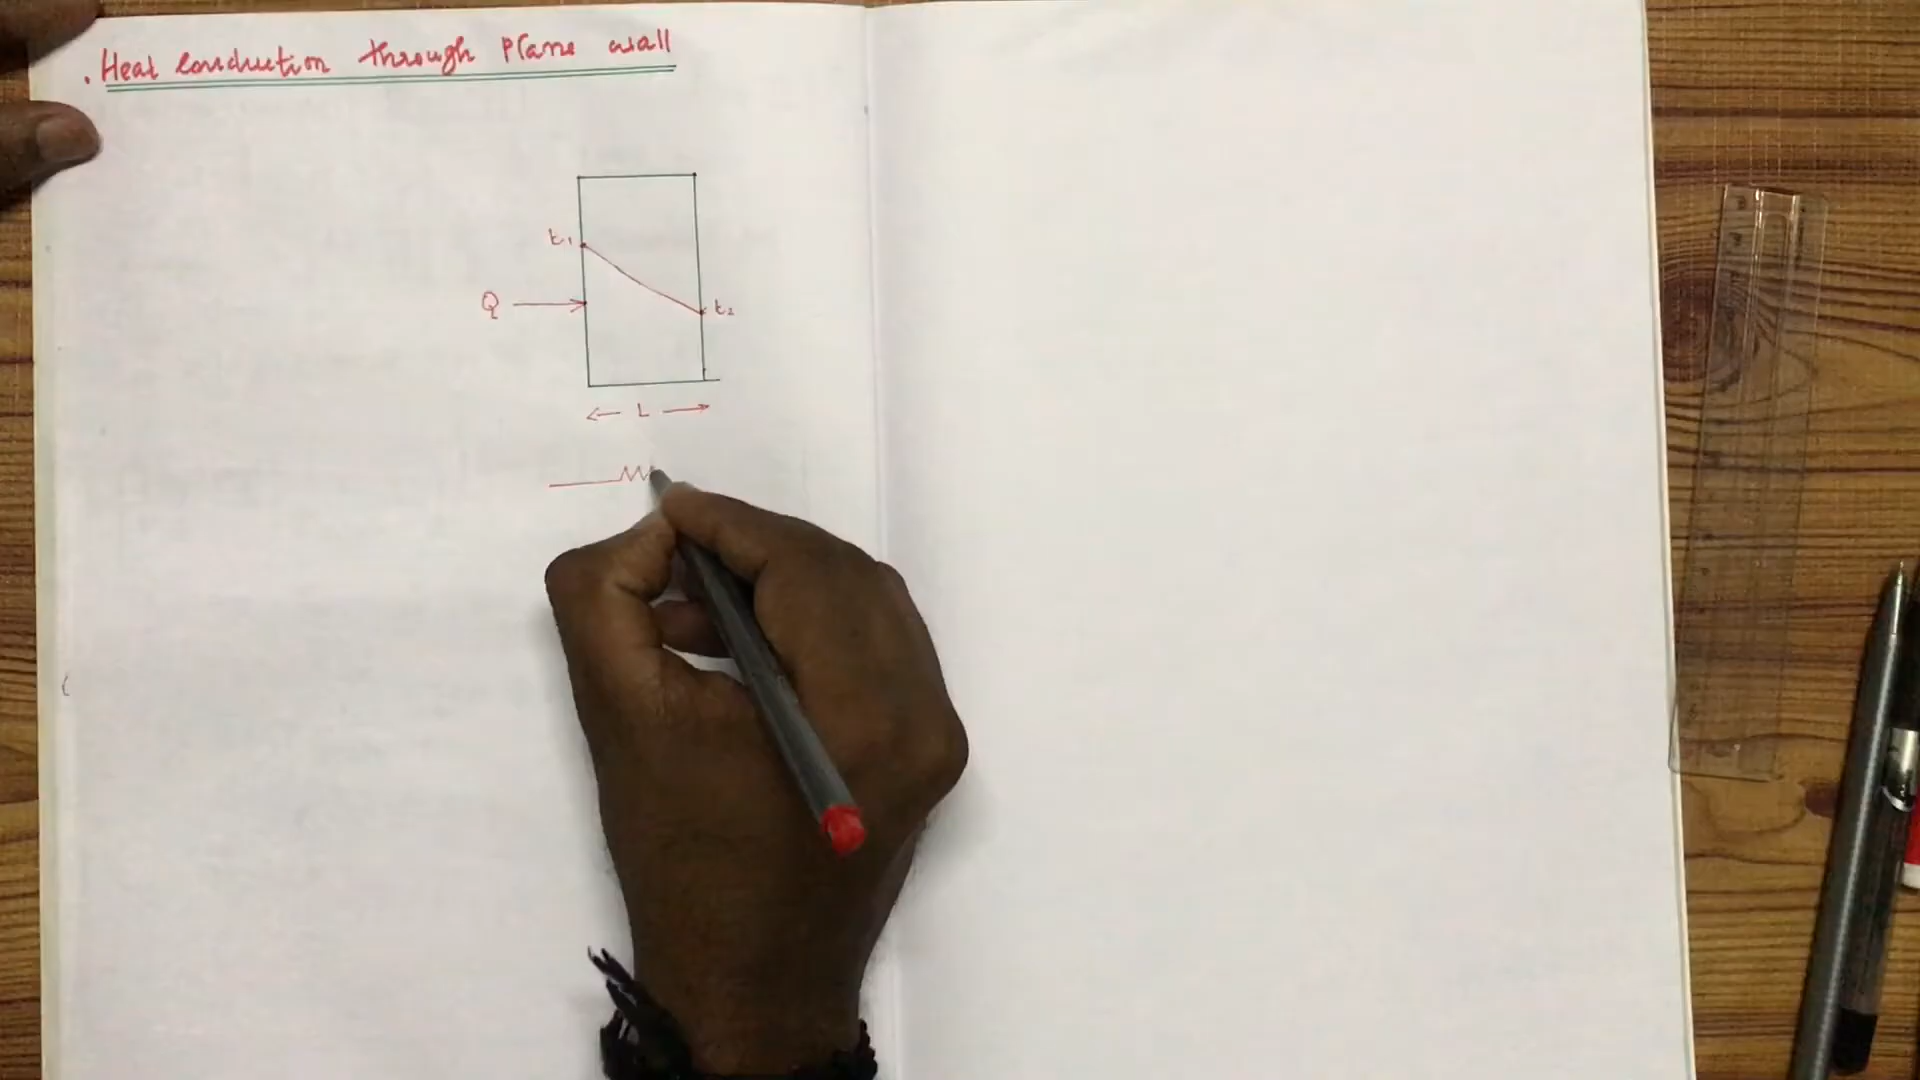 . Heat conduction through Plane wall
t₁
Q
t₂
L